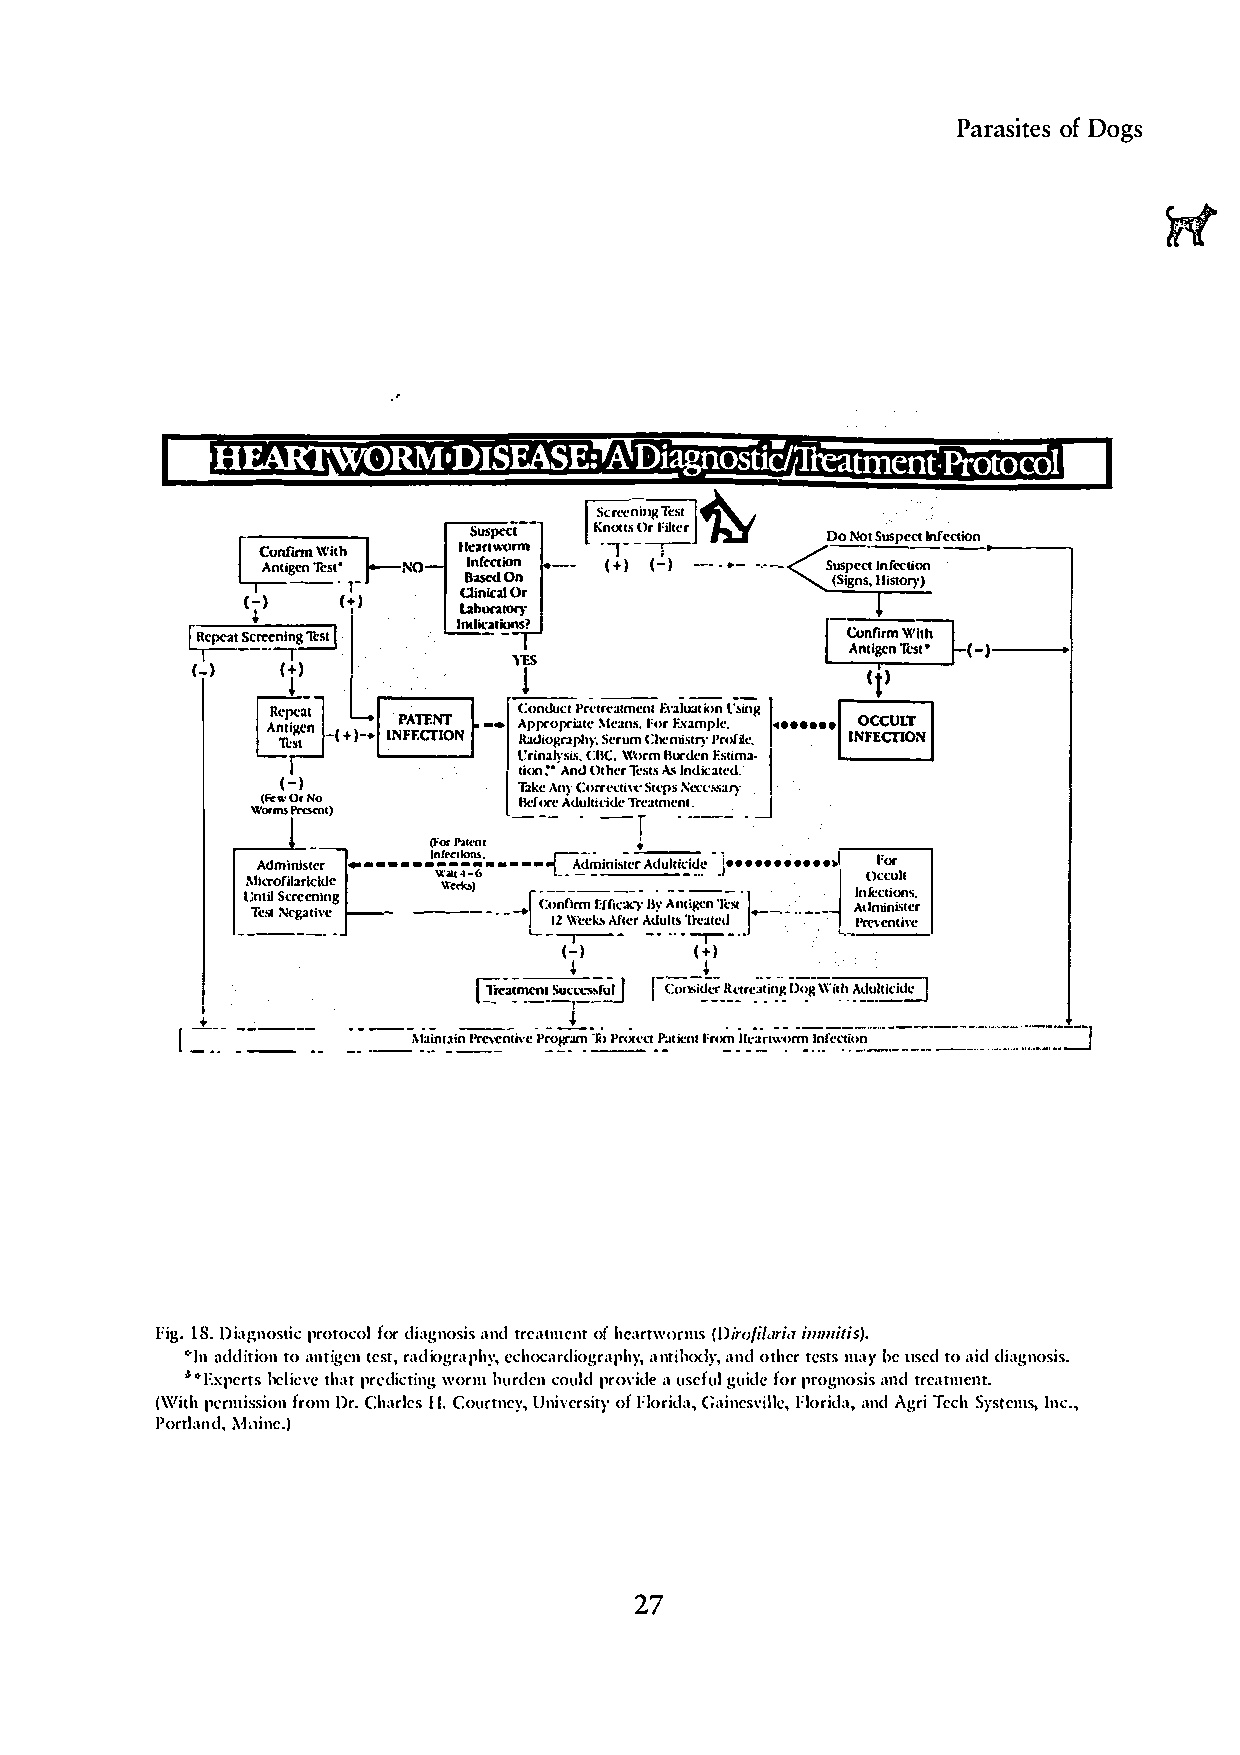 Parasites of Dogs
HEARTWORM DISEASE: A Diagnostic/Treatment Protocol
Screening Test
Knotts Or Filter
(+) (-)
Suspect
Heartworm
Infection
Based On
Clinical Or
Laboratory
Indications?
NO
YES
Confirm With
Antigen Test*
(-) (+)
Repeat Screening Test
(-) (+)
Repeat
Antigen
Test
(+)
(-)
(Few Or No
Worms Present)
PATENT
INFECTION
Do Not Suspect Infection
Suspect Infection
(Signs, History)
Confirm With
Antigen Test*
(-)
(+)
OCCULT
INFECTION
Conduct Pretreatment Evaluation Using
Appropriate Means. For Example,
Radiography, Serum Chemistry Profile,
Urinalysis, CBC, Worm Burden Estima-
tion,** And Other Tests As Indicated.
Take Any Corrective Steps Necessary
Before Adulticide Treatment.
Administer Adulticide
(For Patent
Infections,
Wait 4-6
Weeks)
Administer
Microfilaricide
Until Screening
Test Negative
For
Occult
Infections,
Administer
Preventive
Confirm Efficacy By Antigen Test
12 Weeks After Adults Treated
(-) (+)
Treatment Successful
Consider Retreating Dog With Adulticide
Maintain Preventive Program To Protect Patient From Heartworm Infection
Fig. 18. Diagnostic protocol for diagnosis and treatment of heartworms (Dirofilaria immitis).
*In addition to antigen test, radiography, echocardiography, antibody, and other tests may be used to aid diagnosis.
**Experts believe that predicting worm burden could provide a useful guide for prognosis and treatment.
(With permission from Dr. Charles H. Courtney, University of Florida, Gainesville, Florida, and Agri Tech Systems, Inc.,
Portland, Maine.)
27